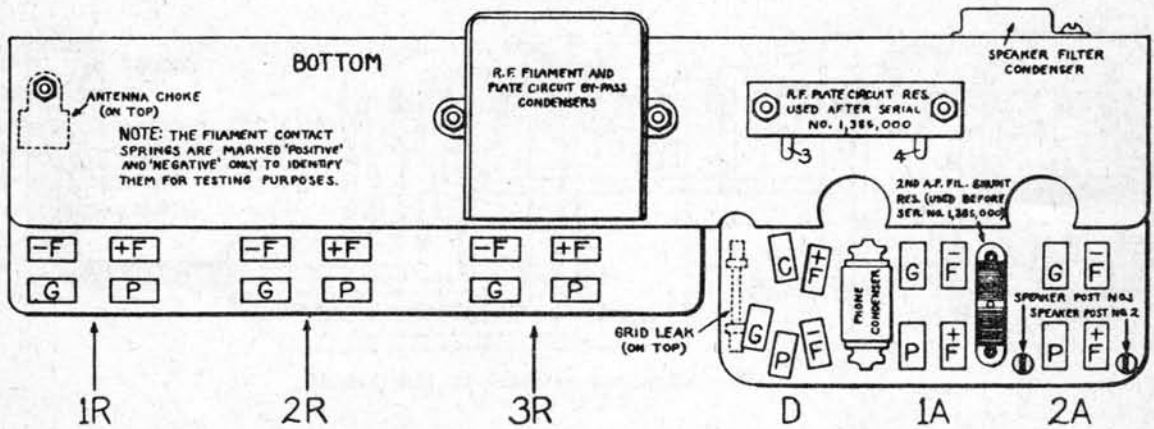 BOTTOM
ANTENNA CHOKE
(ON TOP)
NOTE: THE FILAMENT CONTACT
SPRINGS ARE MARKED 'POSITIVE'
AND 'NEGATIVE' ONLY TO IDENTIFY
THEM FOR TESTING PURPOSES.
R.F. FILAMENT AND
PLATE CIRCUIT BY-PASS
CONDENSERS
SPEAKER FILTER
CONDENSER
R.F. PLATE CIRCUIT RES.
USED AFTER SERIAL
NO. 1,385,000
3
4
2ND A.F. FIL. SHUNT
RES. (USED BEFORE
SER. NO. 1,385,000)
-F +F -F +F -F +F
G P G P G P
C +F G -F G -F
PHONE
CONDENSER
SPEAKER POST NO.1
SPEAKER POST NO.2
GRID LEAK
(ON TOP)
G P -F P +F P +F
1R 2R 3R D 1A 2A